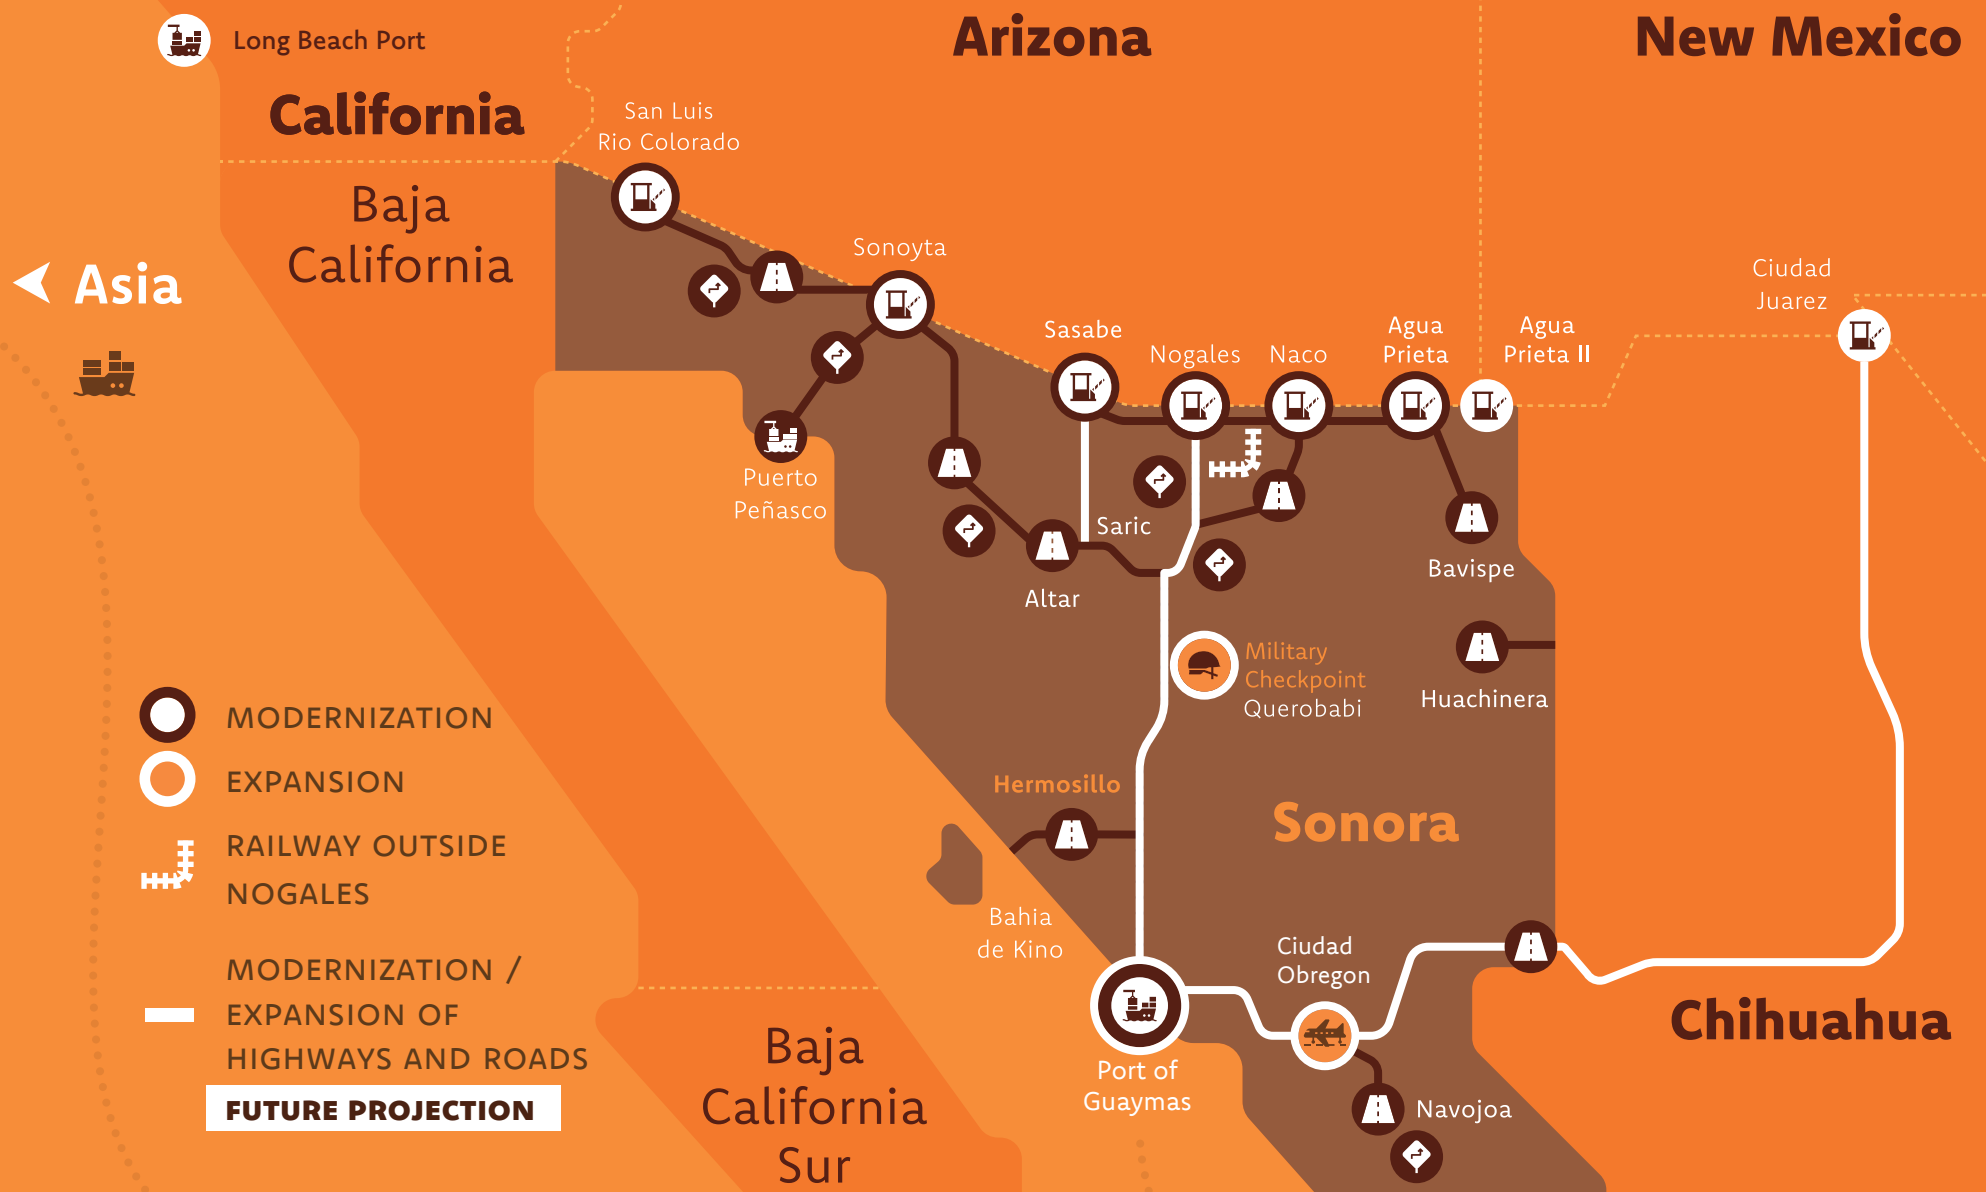 Long Beach Port
Arizona
New Mexico
California
San Luis
Rio Colorado
Baja
California
Sonoyta
Asia
Ciudad
Juarez
Sasabe
Nogales
Naco
Agua
Prieta
Agua
Prieta II
Puerto
Peñasco
Saric
Altar
Bavispe
Military
Checkpoint
Querobabi
Huachinera
MODERNIZATION
EXPANSION
RAILWAY OUTSIDE
NOGALES
MODERNIZATION /
EXPANSION OF
HIGHWAYS AND ROADS
FUTURE PROJECTION
Hermosillo
Sonora
Bahia
de Kino
Ciudad
Obregon
Chihuahua
Baja
California
Sur
Port of
Guaymas
Navojoa